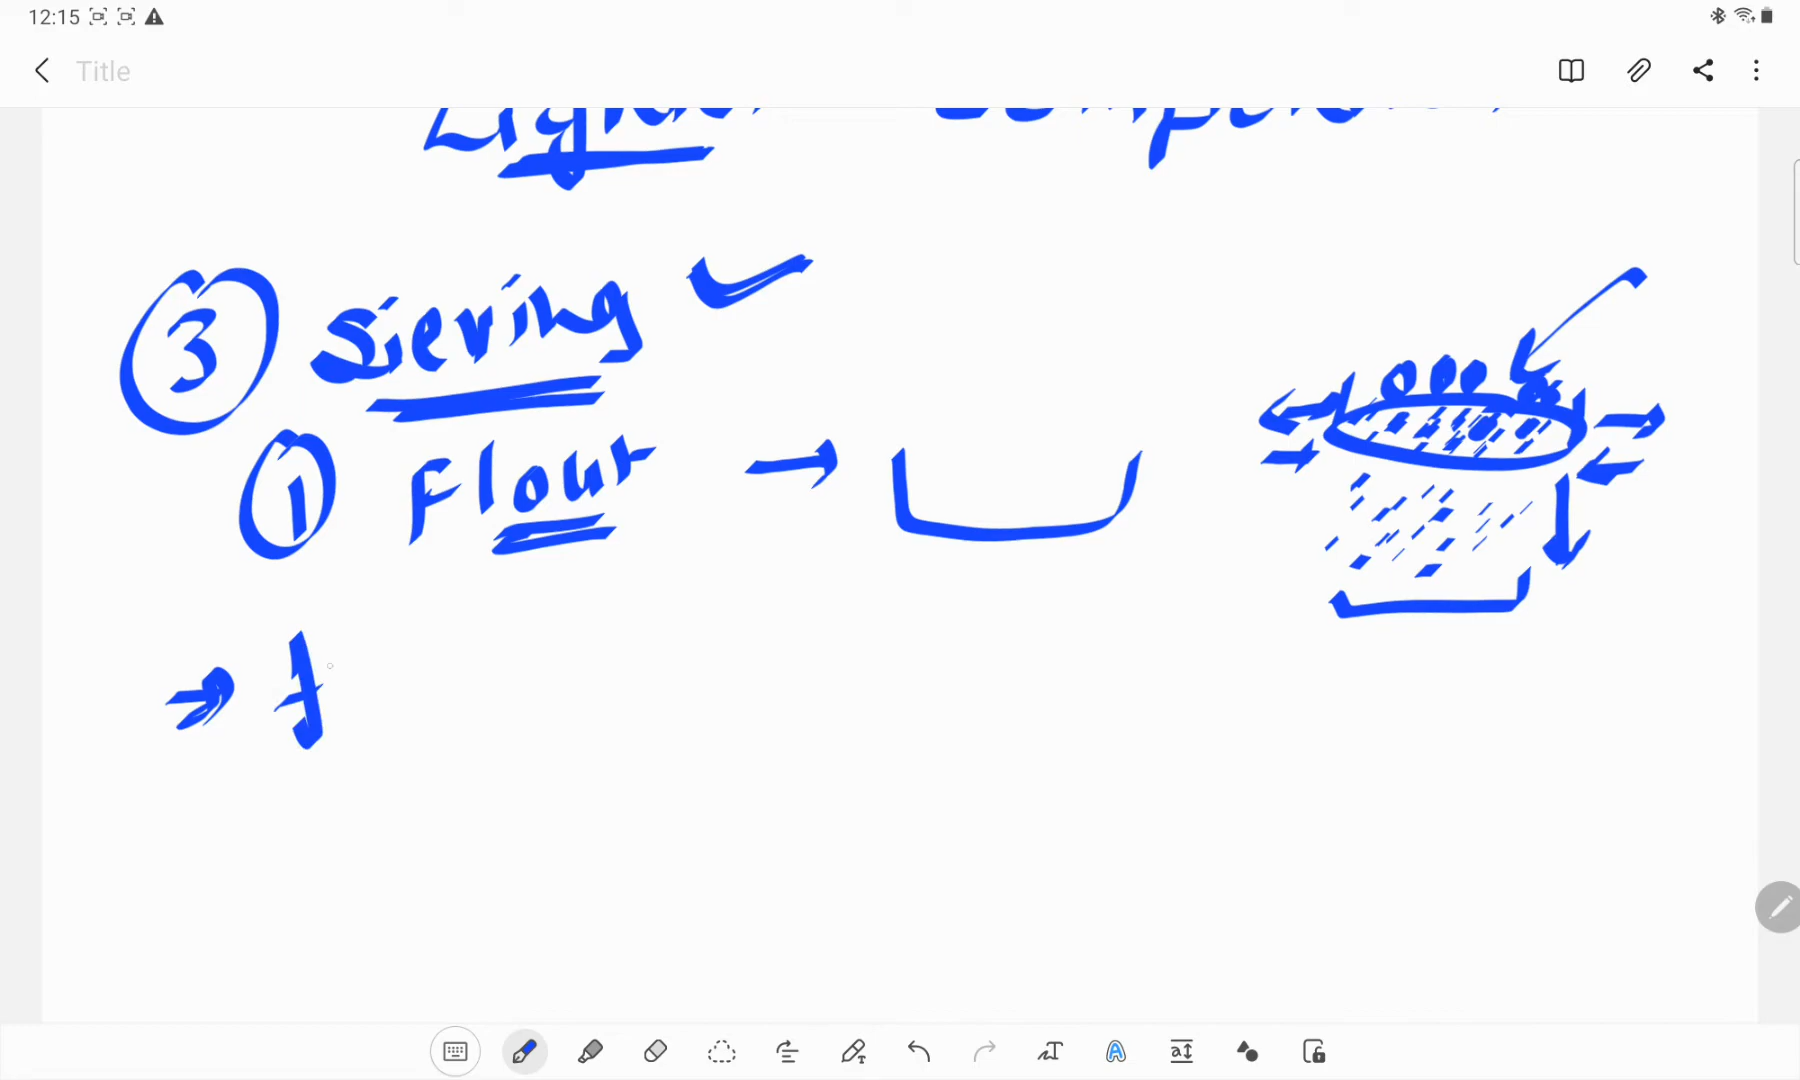 12:15
Title
③ Sieving ✓
① Flour →
⇒